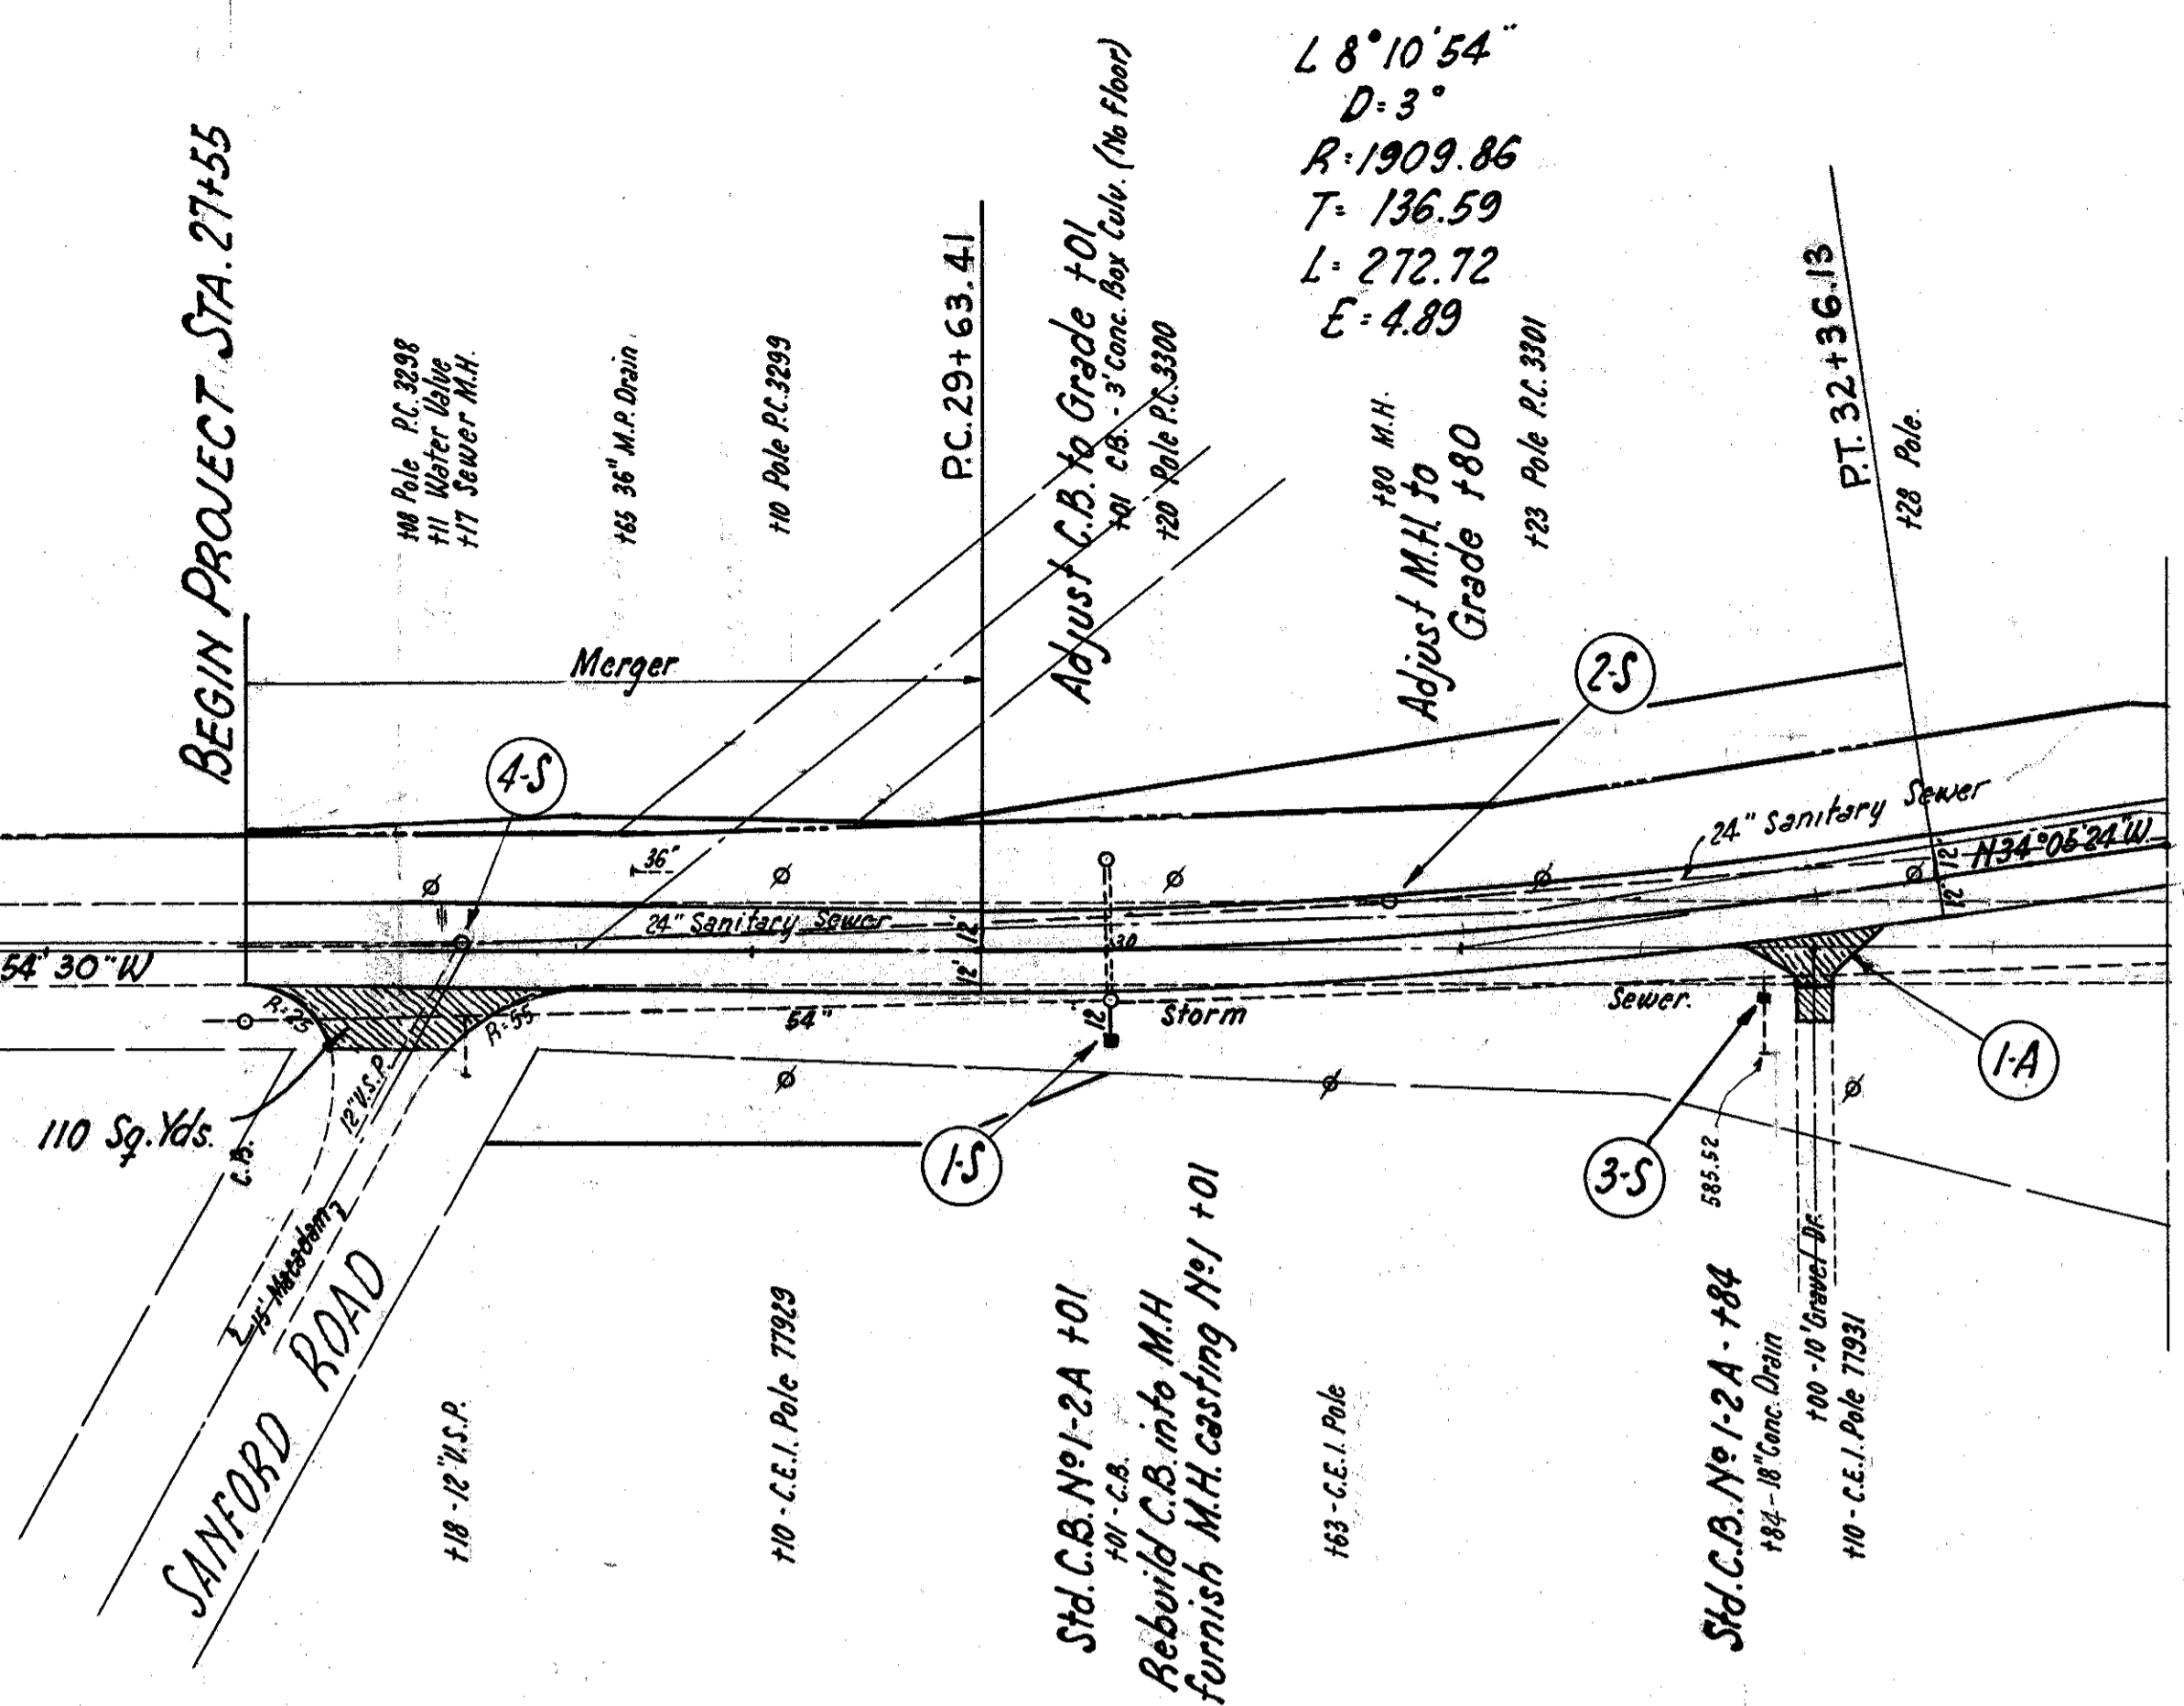 BEGIN PROJECT STA. 27+55
+08 Pole P.C. 3298
+11 Water Valve
+17 Sewer M.H.
+65 36" M.P. Drain
+10 Pole P.C. 3299
P.C. 29+63.41
Adjust C.B. to Grade +01
+01 C.B. - 3' Conc. Box Culv. (No Floor)
+20 Pole P.C. 3300
L 8° 10' 54"
D = 3°
R = 1909.86
T = 136.59
L = 272.72
E = 4.89
+80 M.H.
Adjust M.H. to
Grade +80
+23 Pole P.C. 3301
P.T. 32+36.13
+28 Pole.
Merger
4-S
2-S
36"
24" Sanitary Sewer
24" Sanitary Sewer
12'
12'
12'
12'
N34°05'24"W
54' 30" W
30
R=25
R=55
54"
12'
Storm
Sewer.
110 Sq. Yds.
C.B.
12" V.S.P.
15' Macadam
SANFORD ROAD
1-S
3-S
1-A
585.52
+18 - 12" V.S.P.
+10 - C.E.I. Pole 77929
Std. C.B. Nº 1-2A +01
+01 - C.B.
Rebuild C.B. into M.H
furnish M.H. casting Nº 1 +01
+63 - C.E.I. Pole
Std. C.B. Nº 1-2A - +84
+84 - 18" Conc. Drain
+00 - 10' Gravel Dr.
+10 - C.E.I. Pole 77931